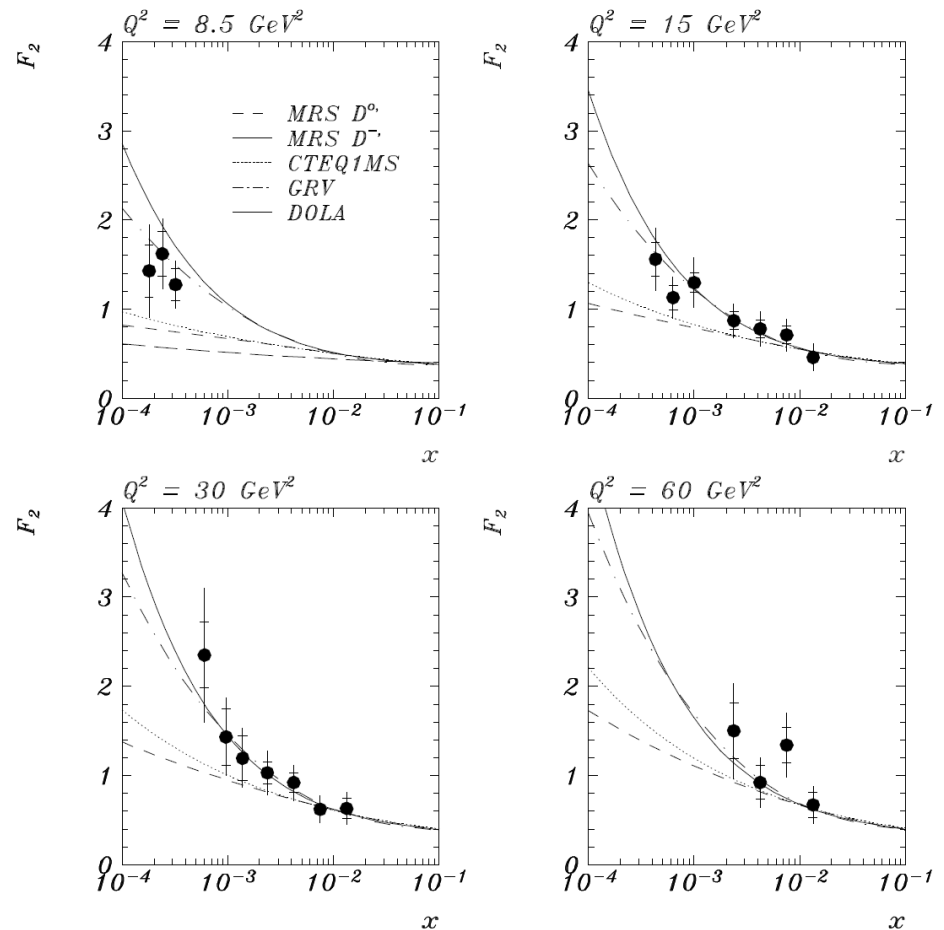 Q² = 8.5 GeV²
F₂
4
3
2
1
0
MRS D⁰'
MRS D⁻'
CTEQ1MS
GRV
DOLA
10⁻⁴ 10⁻³ 10⁻² 10⁻¹
x
Q² = 15 GeV²
F₂
4
3
2
1
0
10⁻⁴ 10⁻³ 10⁻² 10⁻¹
x
Q² = 30 GeV²
F₂
4
3
2
1
0
10⁻⁴ 10⁻³ 10⁻² 10⁻¹
x
Q² = 60 GeV²
F₂
4
3
2
1
0
10⁻⁴ 10⁻³ 10⁻² 10⁻¹
x